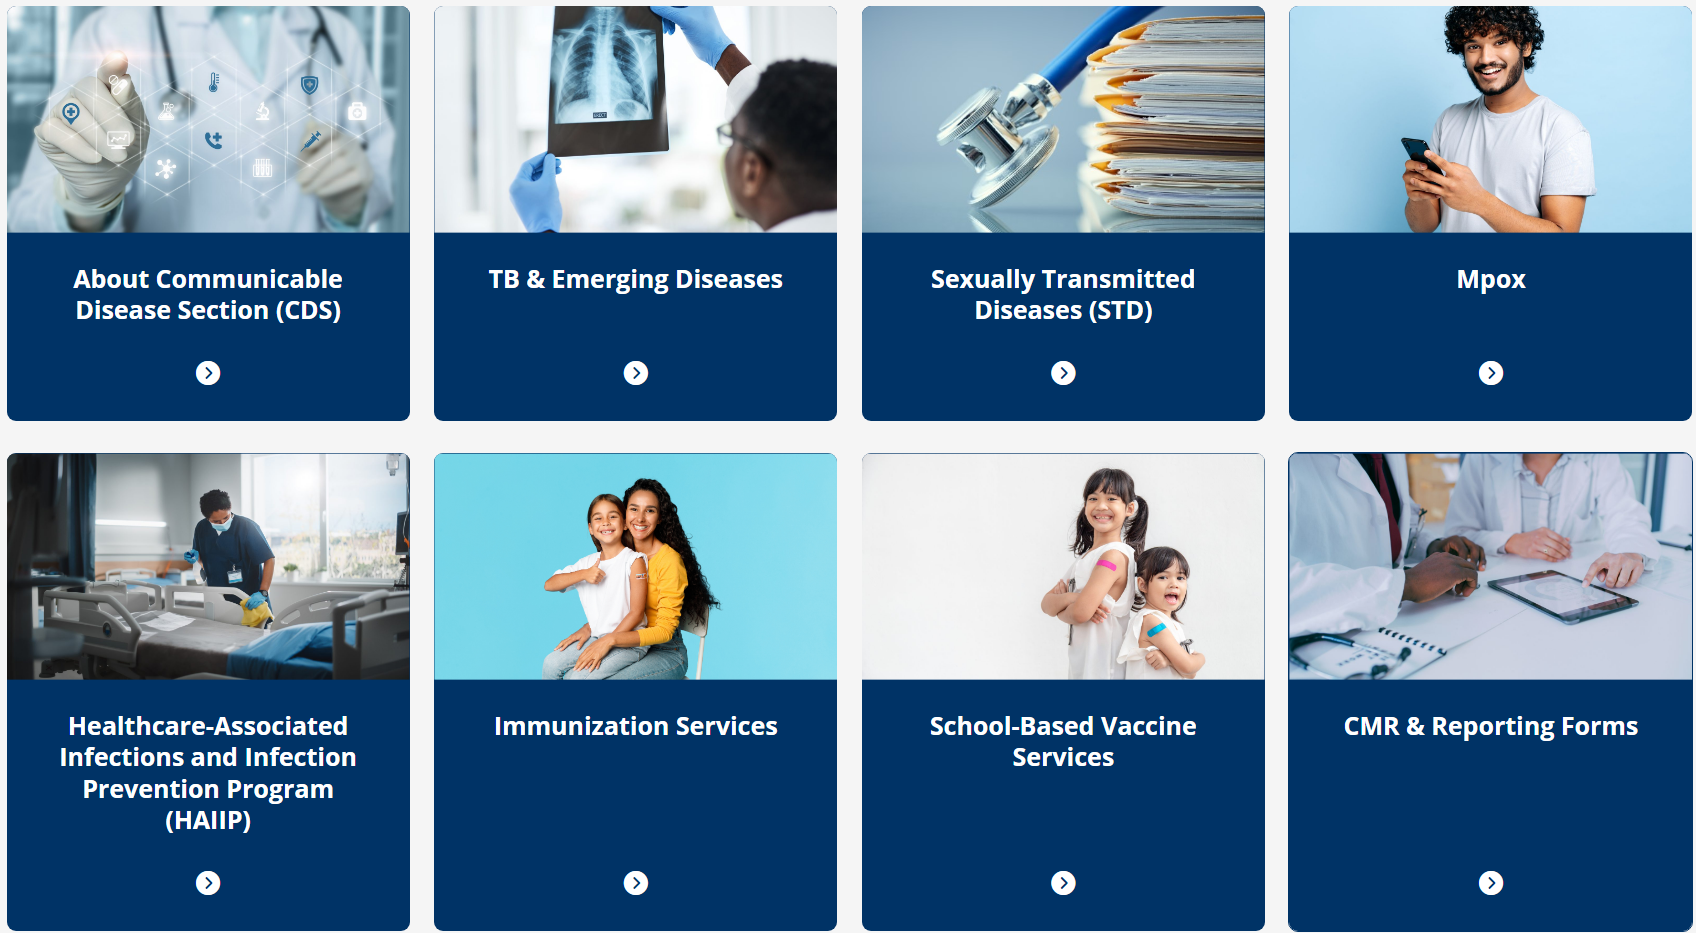 About Communicable
Disease Section (CDS)
TB & Emerging Diseases
Sexually Transmitted
Diseases (STD)
Mpox
Healthcare-Associated
Infections and Infection
Prevention Program
(HAIIP)
Immunization Services
School-Based Vaccine
Services
CMR & Reporting Forms